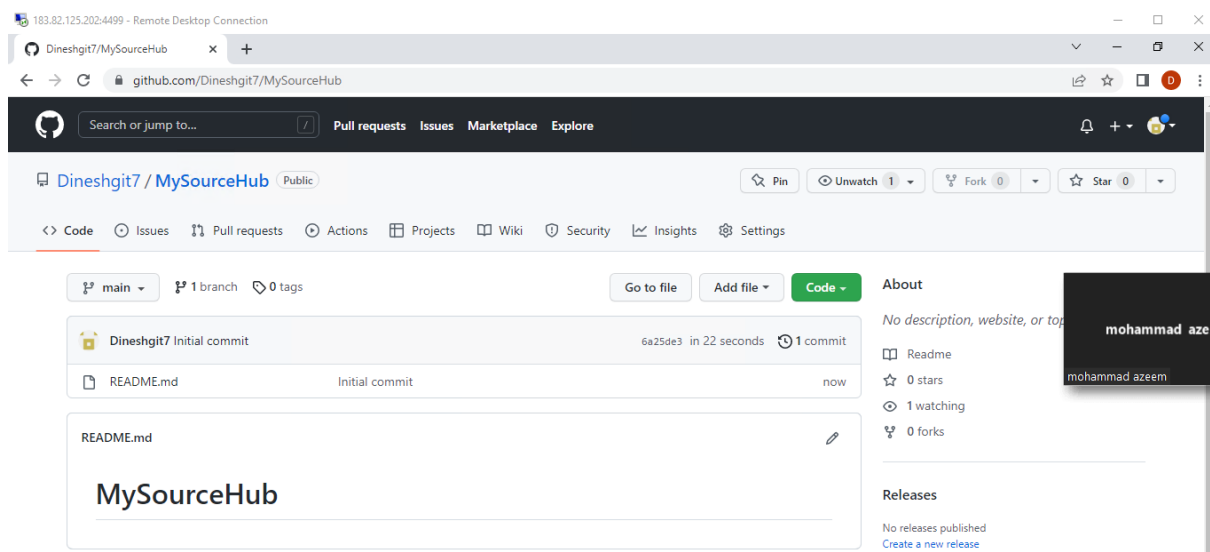 183.82.125.202:4499 - Remote Desktop Connection
Dineshgit7/MySourceHub
github.com/Dineshgit7/MySourceHub
D
Search or jump to... / Pull requests Issues Marketplace Explore
Dineshgit7 / MySourceHub Public Pin Unwatch 1 Fork 0 Star 0
<> Code Issues Pull requests Actions Projects Wiki Security Insights Settings
main 1 branch 0 tags Go to file Add file Code About
Dineshgit7 Initial commit 6a25de3 in 22 seconds 1 commit
No description, website, or top
mohammad aze
mohammad azeem
README.md Initial commit now
Readme
0 stars
1 watching
0 forks
README.md
MySourceHub
Releases
No releases published
Create a new release